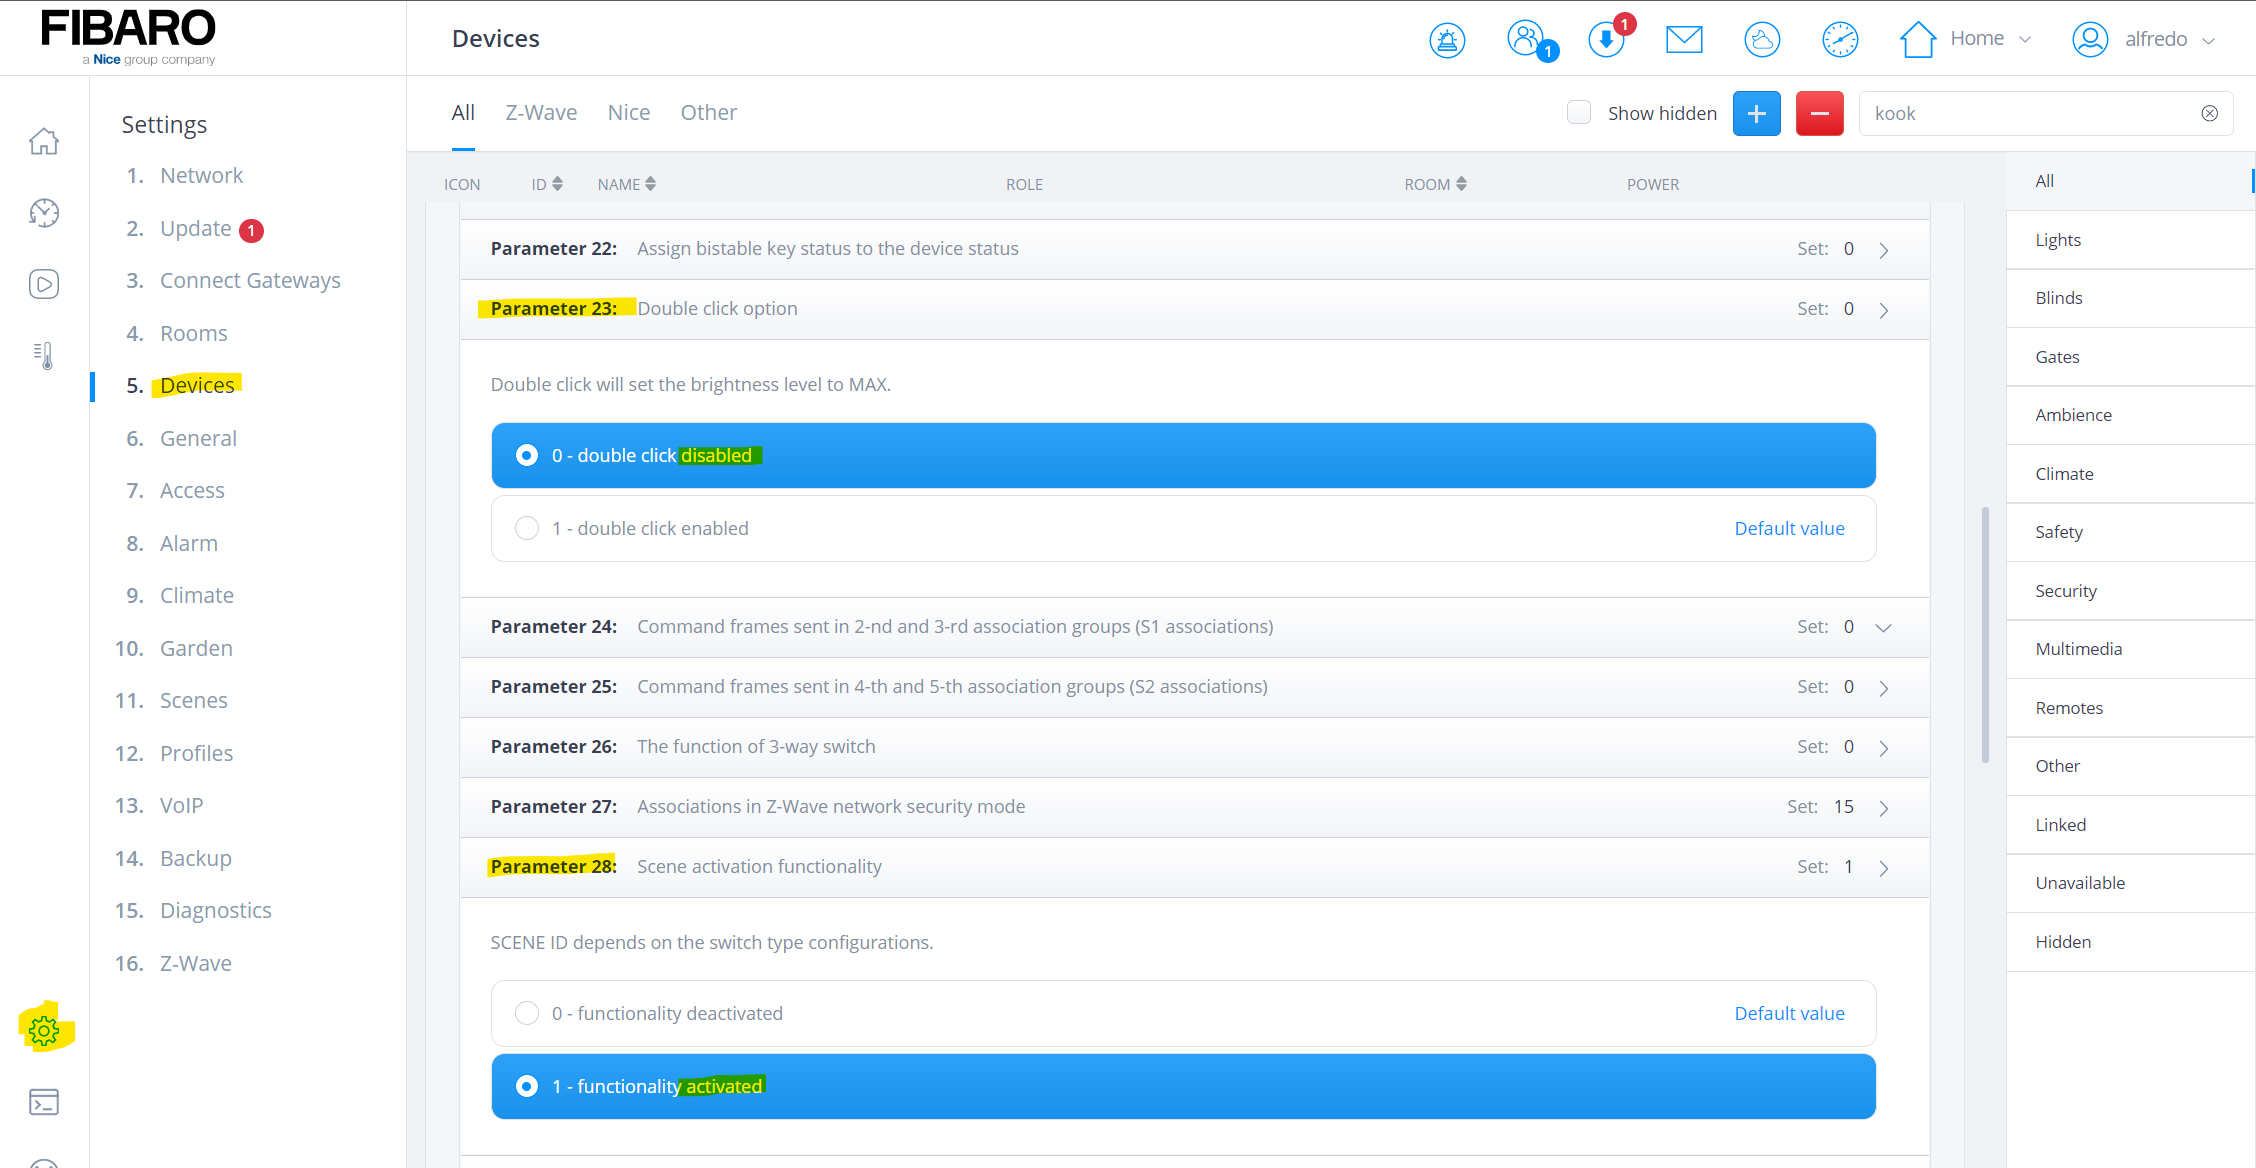 FIBARO
a Nice group company
Devices
1
1
Home
alfredo
Settings
1. Network
2. Update 1
3. Connect Gateways
4. Rooms
5. Devices
6. General
7. Access
8. Alarm
9. Climate
10. Garden
11. Scenes
12. Profiles
13. VoIP
14. Backup
15. Diagnostics
16. Z-Wave
All Z-Wave Nice Other
Show hidden
+
−
kook
ICON ID NAME ROLE ROOM POWER
Parameter 22: Assign bistable key status to the device status Set: 0
Parameter 23: Double click option Set: 0
Double click will set the brightness level to MAX.
0 - double click disabled
1 - double click enabled Default value
Parameter 24: Command frames sent in 2-nd and 3-rd association groups (S1 associations) Set: 0
Parameter 25: Command frames sent in 4-th and 5-th association groups (S2 associations) Set: 0
Parameter 26: The function of 3-way switch Set: 0
Parameter 27: Associations in Z-Wave network security mode Set: 15
Parameter 28: Scene activation functionality Set: 1
SCENE ID depends on the switch type configurations.
0 - functionality deactivated Default value
1 - functionality activated
All
Lights
Blinds
Gates
Ambience
Climate
Safety
Security
Multimedia
Remotes
Other
Linked
Unavailable
Hidden